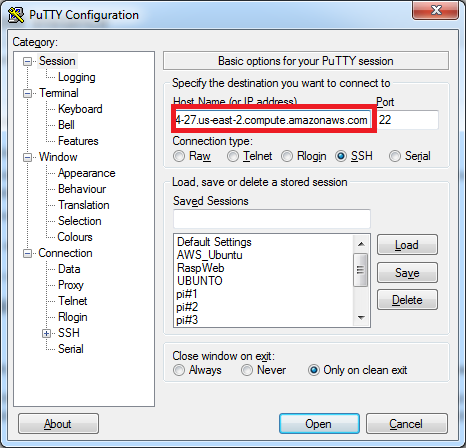 PuTTY Configuration
Category:
Session
Logging
Terminal
Keyboard
Bell
Features
Window
Appearance
Behaviour
Translation
Selection
Colours
Connection
Data
Proxy
Telnet
Rlogin
SSH
Serial
Basic options for your PuTTY session
Specify the destination you want to connect to
Host Name (or IP address) Port
4-27.us-east-2.compute.amazonaws.com 22
Connection type:
Raw Telnet Rlogin SSH Serial
Load, save or delete a stored session
Saved Sessions
Default Settings
AWS_Ubuntu
RaspWeb
UBUNTO
pi#1
pi#2
pi#3
Load
Save
Delete
Close window on exit:
Always Never Only on clean exit
About Open Cancel